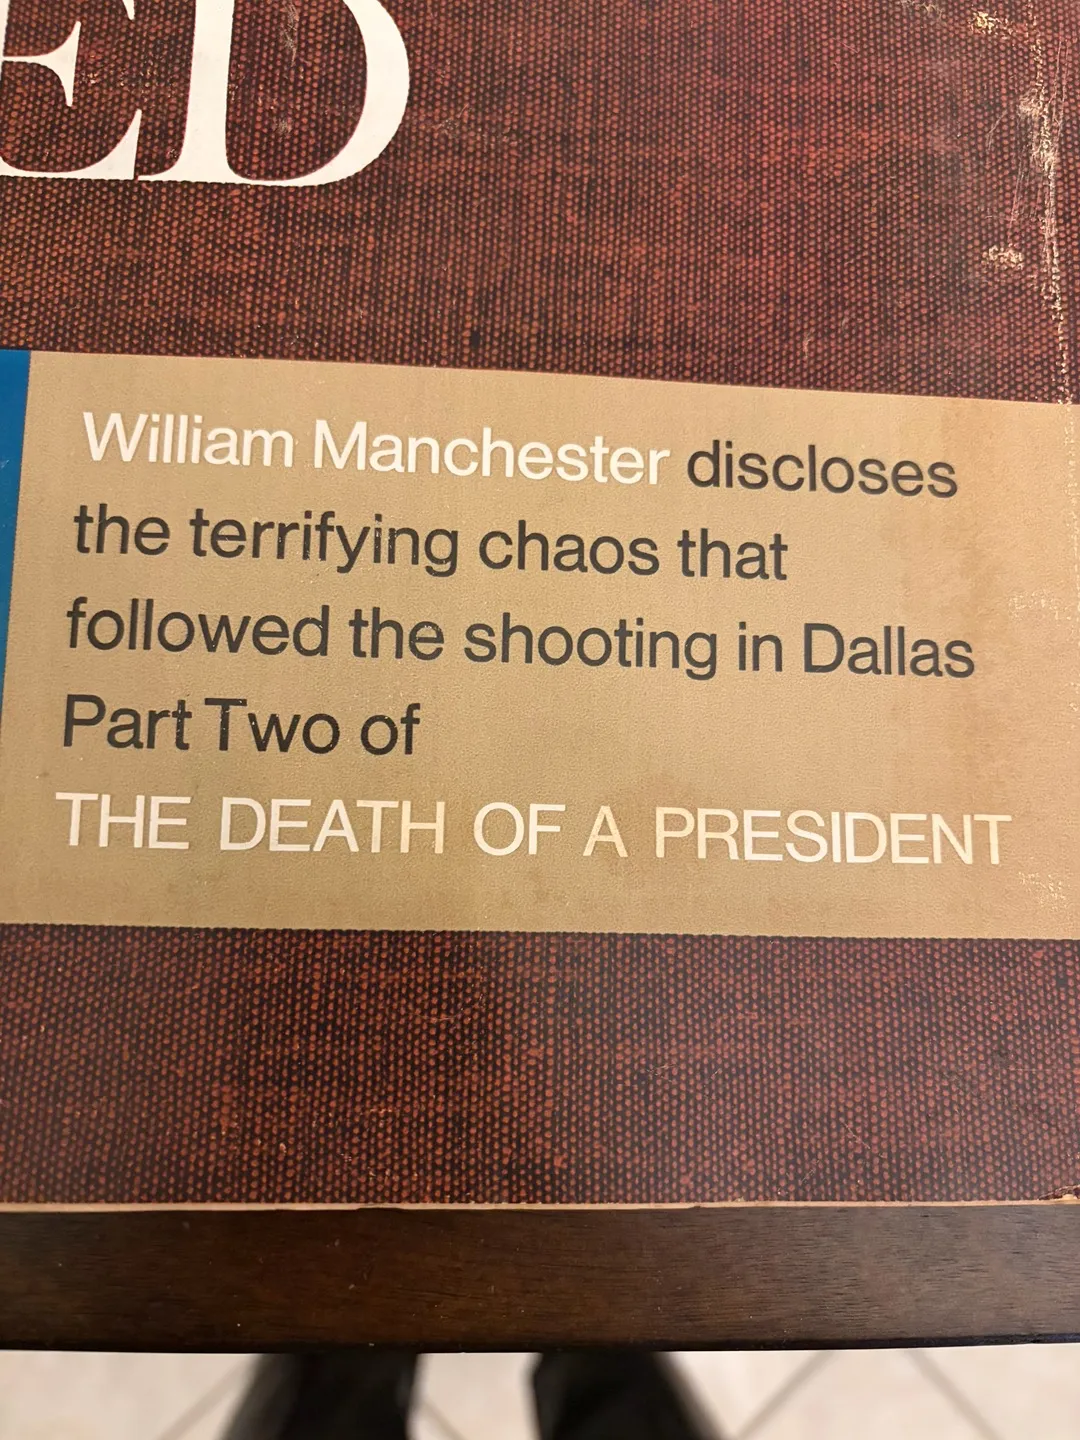 ED
William Manchester discloses
the terrifying chaos that
followed the shooting in Dallas
Part Two of
THE DEATH OF A PRESIDENT